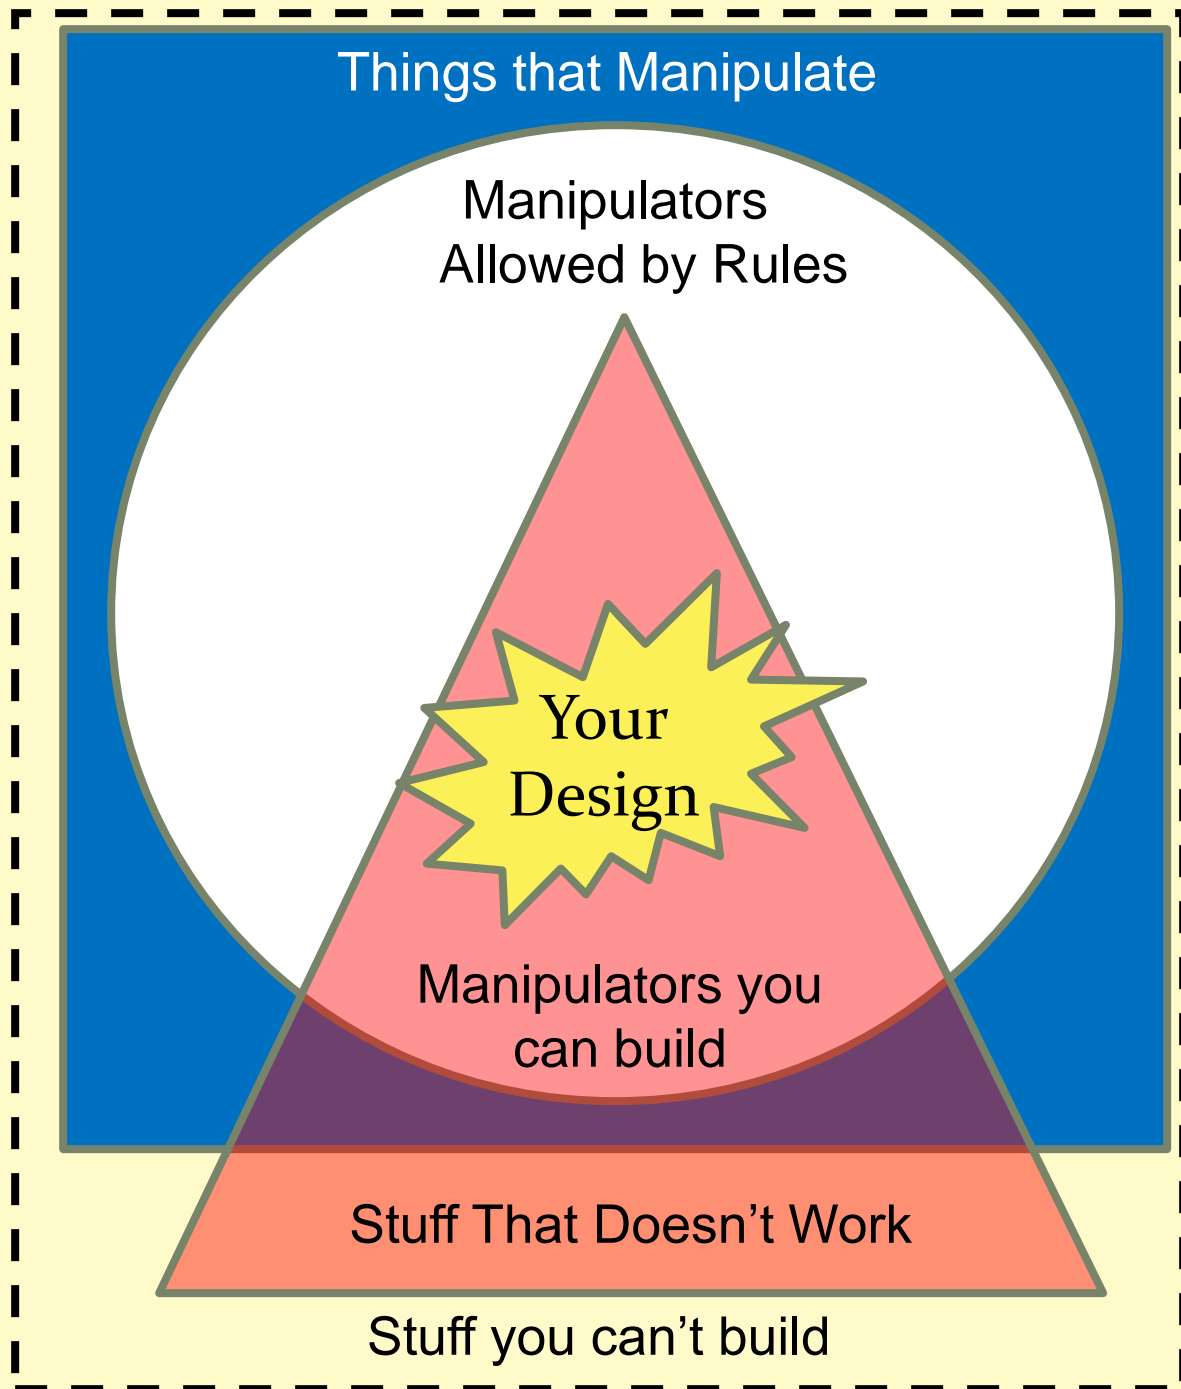 Things that Manipulate
Manipulators
Allowed by Rules
Your
Design
Manipulators you
can build
Stuff That Doesn’t Work
Stuff you can’t build